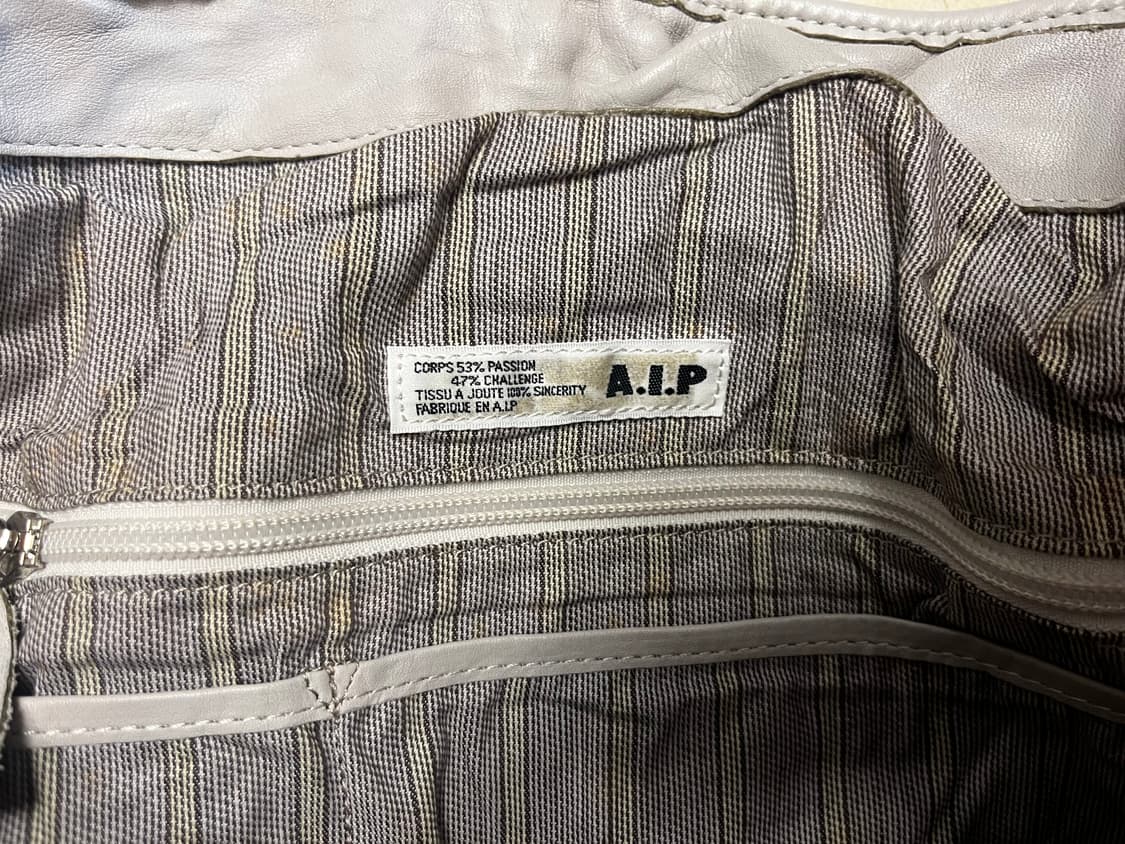 CORPS 53% PASSION
47% CHALLENGE
TISSU A JOUTE 100% SINCERITY
FABRIQUE EN A.I.P
A.I.P